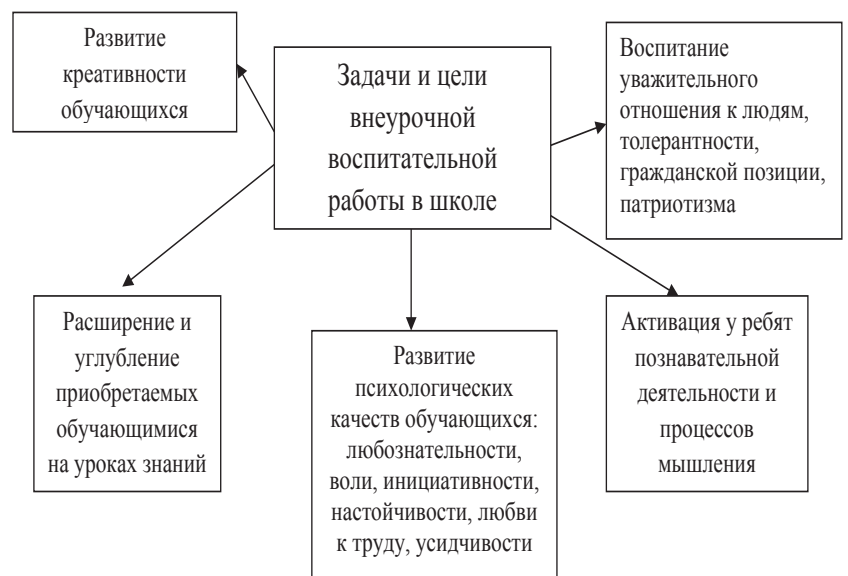 Развитие
креативности
обучающихся
Задачи и цели
внеурочной
воспитательной
работы в школе
Воспитание
уважительного
отношения к людям,
толерантности,
гражданской позиции,
патриотизма
Расширение и
углубление
приобретаемых
обучающимися
на уроках знаний
Развитие
психологических
качеств обучающихся:
любознательности,
воли, инициативности,
настойчивости, любви
к труду, усидчивости
Активация у ребят
познавательной
деятельности и
процессов
мышления